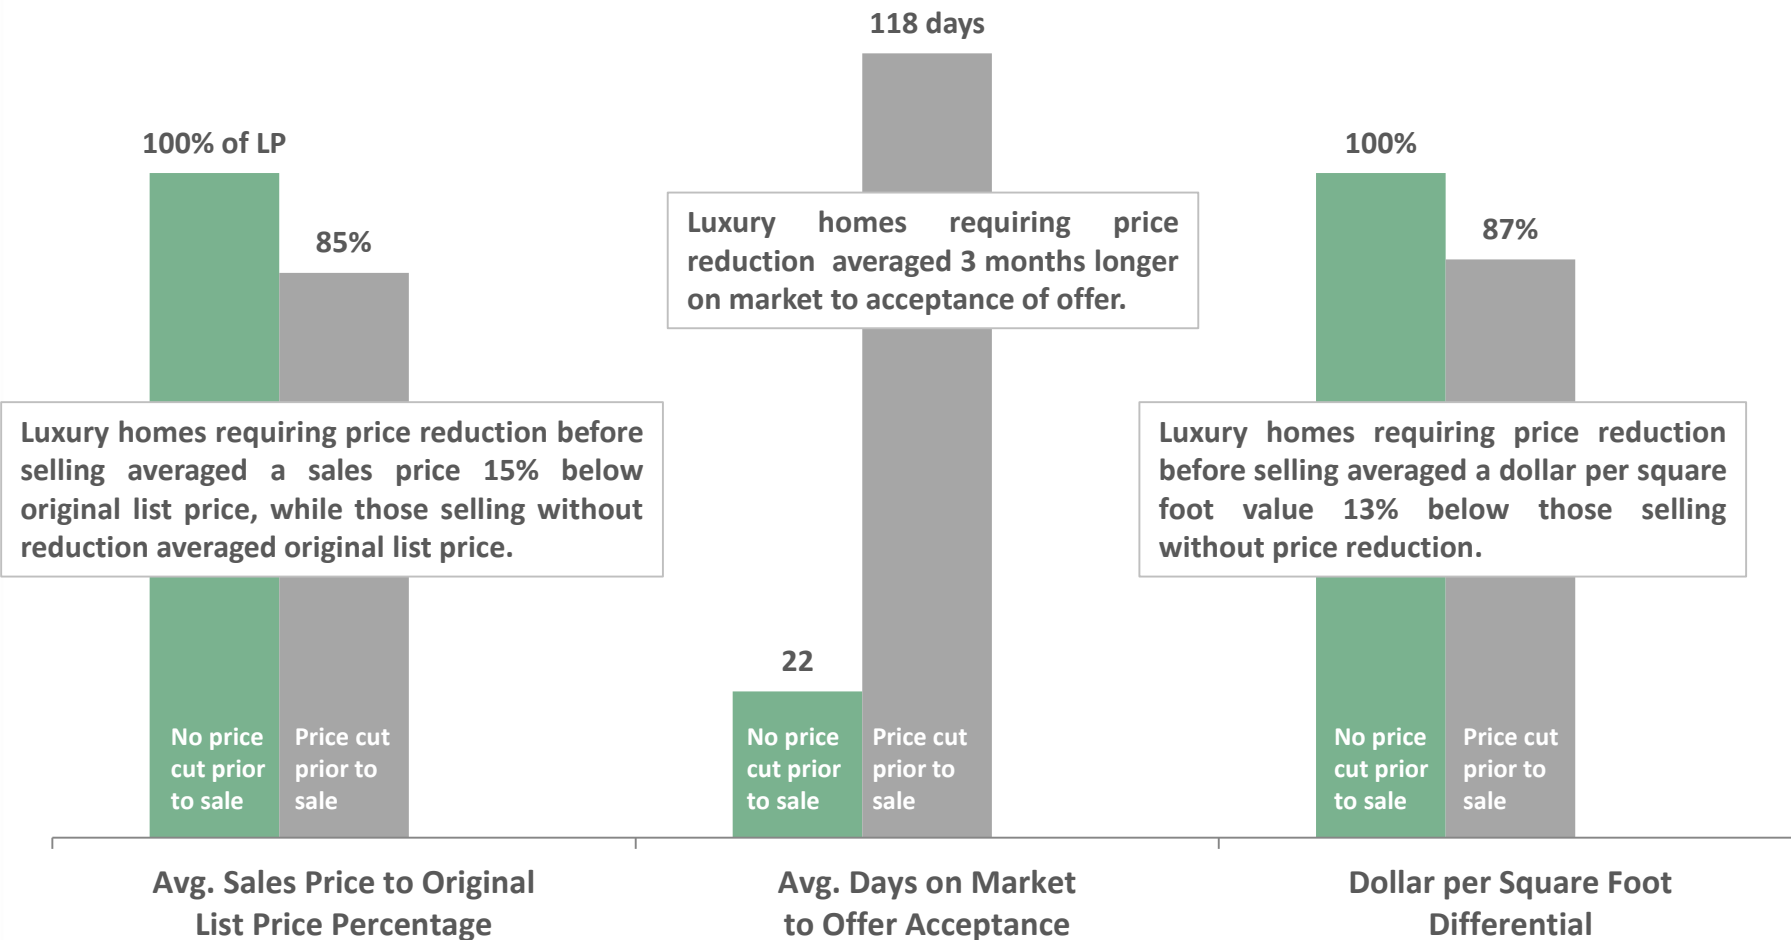 118 days
100% of LP
100%
85%
87%
Luxury homes requiring price
reduction averaged 3 months longer
on market to acceptance of offer.
Luxury homes requiring price reduction before
selling averaged a sales price 15% below
original list price, while those selling without
reduction averaged original list price.
Luxury homes requiring price reduction
before selling averaged a dollar per square
foot value 13% below those selling
without price reduction.
22
No price
cut prior
to sale
Price cut
prior to
sale
No price
cut prior
to sale
Price cut
prior to
sale
No price
cut prior
to sale
Price cut
prior to
sale
Avg. Sales Price to Original
List Price Percentage
Avg. Days on Market
to Offer Acceptance
Dollar per Square Foot
Differential